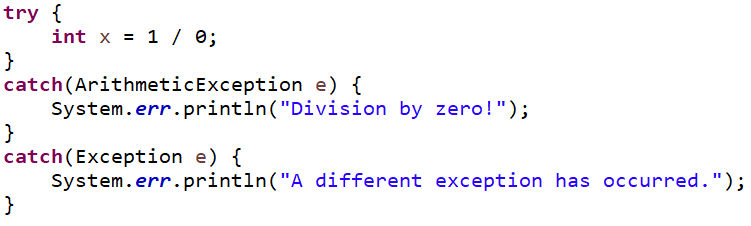 try {
    int x = 1 / 0;
}
catch(ArithmeticException e) {
    System.err.println("Division by zero!");
}
catch(Exception e) {
    System.err.println("A different exception has occurred.");
}